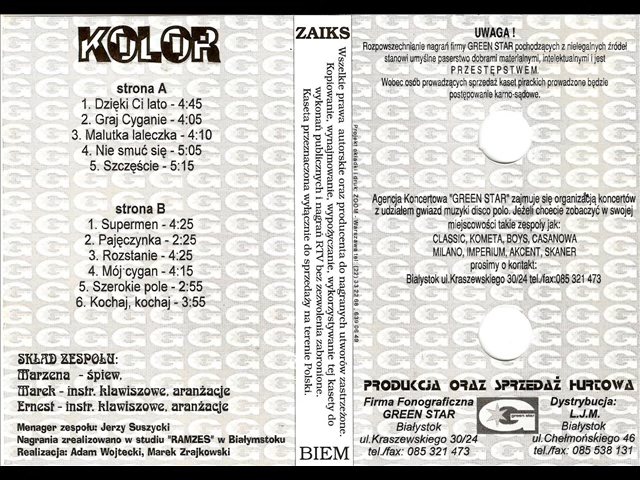 KOLOR
strona A
1. Dzięki Ci lato - 4:45
2. Graj Cyganie - 4:05
3. Malutka laleczka - 4:10
4. Nie smuć się - 5:05
5. Szczęście - 5:15
strona B
1. Supermen - 4:25
2. Pajęczynka - 2:25
3. Rozstanie - 4:25
4. Mój cygan - 4:15
5. Szerokie pole - 2:55
6. Kochaj, kochaj - 3:55
SKŁAD ZESPOŁU:
Marzena - śpiew,
Marek - instr. klawiszowe, aranżacje
Ernest - instr. klawiszowe, aranżacje
Menager zespołu: Jerzy Suszycki
Nagrania zrealizowano w studiu "RAMZES" w Białymstoku
Realizacja: Adam Wojtecki, Marek Zrajkowski
ZAIKS
Wszelkie prawa autorskie oraz producenta do nagranych utworów zastrzeżone.
Kopiowanie, wynajmowanie, wypożyczanie, wykorzystywanie tej kasety do
wykonań publicznych i nagrań RTV bez zezwolenia zabronione.
Kaseta przeznaczona wyłącznie do sprzedaży na terenie Polski.
BIEM
Projekt okładki i druk: ZOOM - Warszawa tel.: (22)
UWAGA !
Rozpowszechnianie nagrań firmy GREEN STAR pochodzących z nielegalnych źródeł
stanowi umyślne paserstwo dobrami materialnymi, intelektualnymi i jest
PRZESTĘPSTWEM.
Wobec osób prowadzących sprzedaż kaset pirackich prowadzone będzie
postępowanie karno-sądowe.
Agencja Koncertowa "GREEN STAR" zajmuje się organizacją koncertów
z udziałem gwiazd muzyki disco polo. Jeżeli chcecie zobaczyć w swojej
miejscowości takie zespoły jak:
CLASSIC, KOMETA, BOYS, CASANOVA
MILANO, IMPERIUM, AKCENT, SKANER
prosimy o kontakt:
Białystok ul.Kraszewskiego 30/24 tel./fax:085 321 473
PRODUKCJA ORAZ SPRZEDAŻ HURTOWA
Firma Fonograficzna
GREEN STAR
Białystok
ul.Kraszewskiego 30/24
tel./fax: 085 321 473
green star
Dystrybucja:
L.J.M.
Białystok
ul.Chełmońskiego 46
tel./fax: 085 538 131